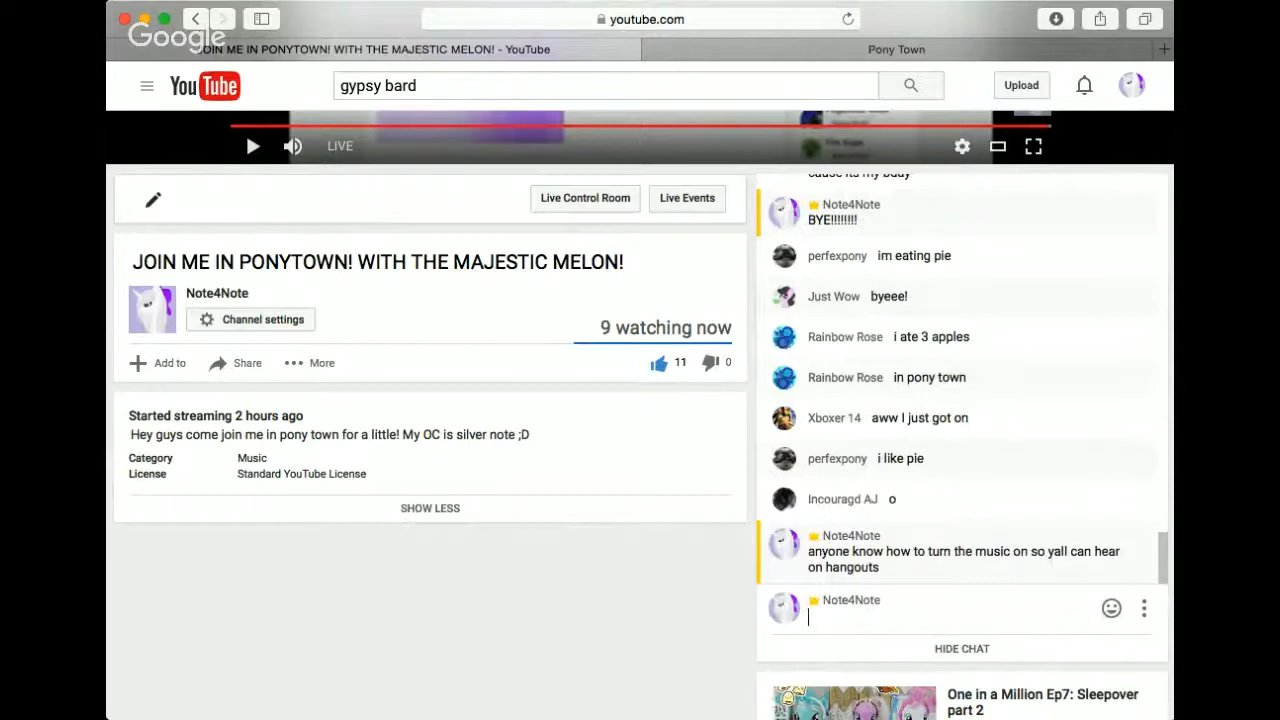 youtube.com
Google
JOIN ME IN PONYTOWN! WITH THE MAJESTIC MELON! - YouTube
Pony Town
YouTube
gypsy bard
Upload
LIVE
Live Control Room
Live Events
JOIN ME IN PONYTOWN! WITH THE MAJESTIC MELON!
Note4Note
Channel settings
9 watching now
Add to
Share
More
11
0
Started streaming 2 hours ago
Hey guys come join me in pony town for a little! My OC is silver note ;D
Category Music
License Standard YouTube License
SHOW LESS
cause its my bday
Note4Note
BYE!!!!!!!!
perfexpony im eating pie
Just Wow byeee!
Rainbow Rose i ate 3 apples
Rainbow Rose in pony town
Xboxer 14 aww I just got on
perfexpony i like pie
Incouragd AJ o
Note4Note
anyone know how to turn the music on so yall can hear
on hangouts
Note4Note
HIDE CHAT
One in a Million Ep7: Sleepover
part 2